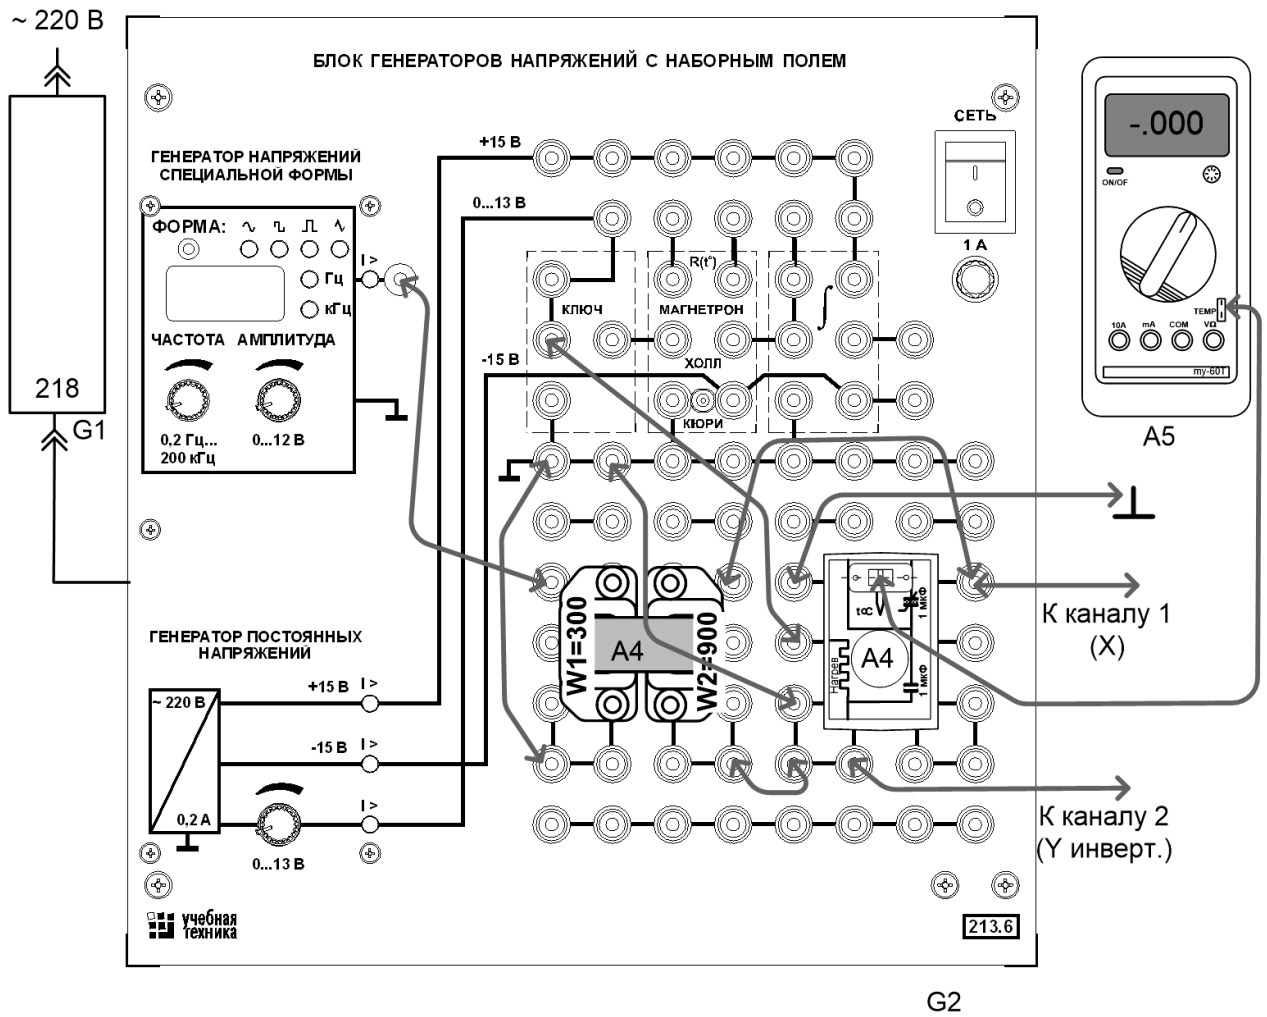 ~ 220 В
БЛОК ГЕНЕРАТОРОВ НАПРЯЖЕНИЙ С НАБОРНЫМ ПОЛЕМ
СЕТЬ
-.000
ON/OF
ГЕНЕРАТОР НАПРЯЖЕНИЙ
СПЕЦИАЛЬНОЙ ФОРМЫ
+15 В
0...13 В
ФОРМА:
I >
Гц
кГц
R(t°)
1 А
КЛЮЧ
МАГНЕТРОН
∫
TEMP
10A
mA
COM
VΩ
ЧАСТОТА
АМПЛИТУДА
-15 В
ХОЛЛ
my-60T
218
G1
0,2 Гц...
200 кГц
0...12 В
КЮРИ
A5
t°C
1 мкФ
К каналу 1
(X)
W1=300
A4
W2=900
Нагрев
A4
1 мкФ
ГЕНЕРАТОР ПОСТОЯННЫХ
НАПРЯЖЕНИЙ
+15 В
I >
~ 220 В
-15 В
I >
0,2 А
I >
0...13 В
К каналу 2
(Y инверт.)
учебная
техника
213.6
G2